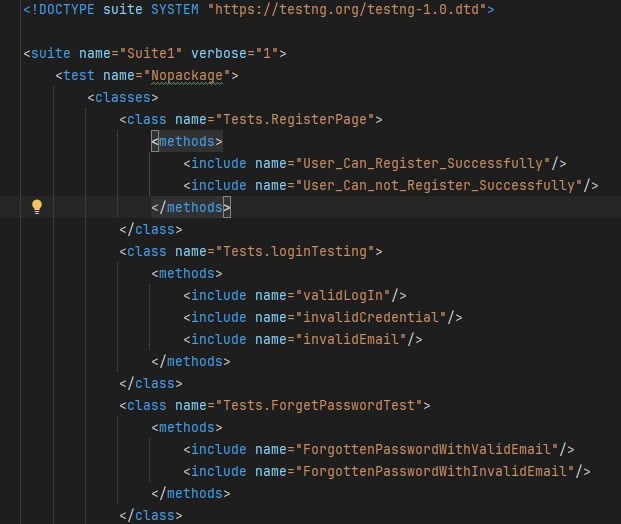 <!DOCTYPE suite SYSTEM "https://testng.org/testng-1.0.dtd">
<suite name="Suite1" verbose="1">
<test name="Nopackage">
<classes>
<class name="Tests.RegisterPage">
<methods>
<include name="User_Can_Register_Successfully"/>
<include name="User_Can_not_Register_Successfully"/>
</methods>
</class>
<class name="Tests.loginTesting">
<methods>
<include name="validLogIn"/>
<include name="invalidCredential"/>
<include name="invalidEmail"/>
</methods>
</class>
<class name="Tests.ForgetPasswordTest">
<methods>
<include name="ForgottenPasswordWithValidEmail"/>
<include name="ForgottenPasswordWithInvalidEmail"/>
</methods>
</class>